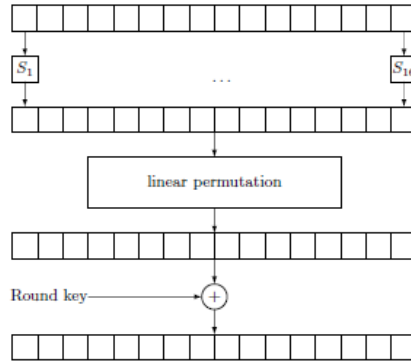 S₁ ... S₁₆
linear permutation
Round key +